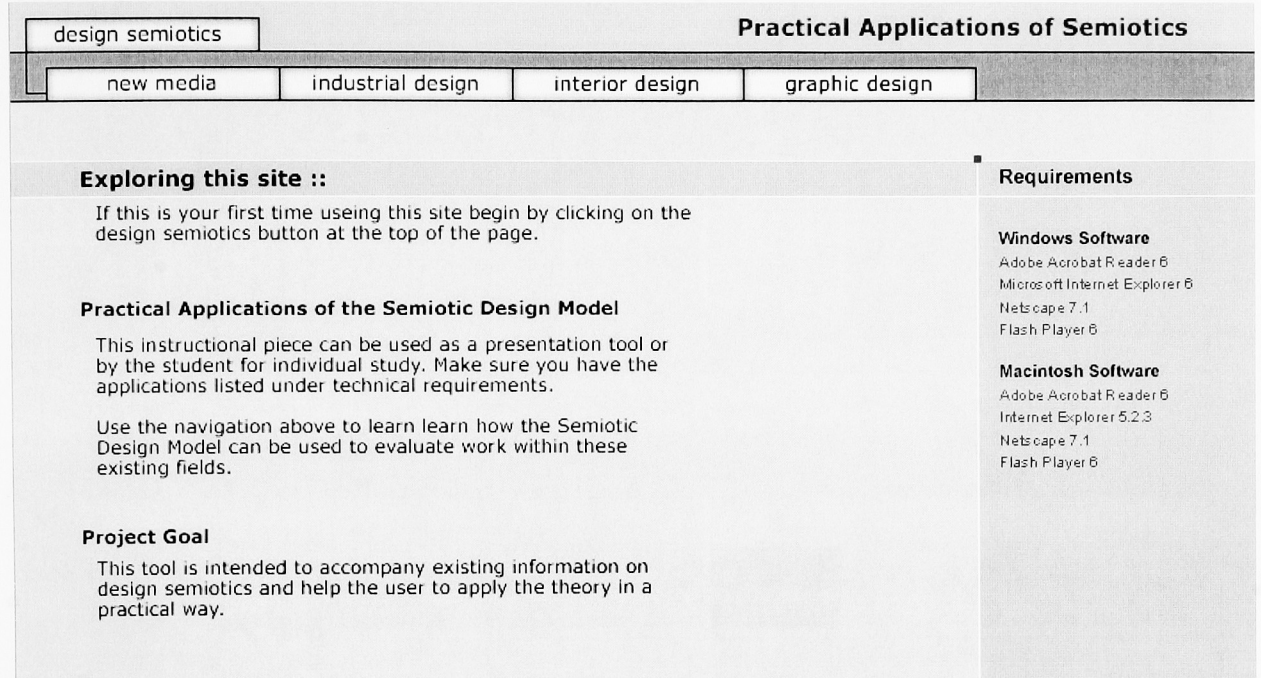 design semiotics
Practical Applications of Semiotics
new media
industrial design
interior design
graphic design
Exploring this site ::
If this is your first time useing this site begin by clicking on the
design semiotics button at the top of the page.
Practical Applications of the Semiotic Design Model
This instructional piece can be used as a presentation tool or
by the student for individual study. Make sure you have the
applications listed under technical requirements.
Use the navigation above to learn learn how the Semiotic
Design Model can be used to evaluate work within these
existing fields.
Project Goal
This tool is intended to accompany existing information on
design semiotics and help the user to apply the theory in a
practical way.
Requirements
Windows Software
Adobe Acrobat Reader 6
Microsoft Internet Explorer 6
Netscape 7.1
Flash Player 6
Macintosh Software
Adobe Acrobat Reader 6
Internet Explorer 5.2.3
Netscape 7.1
Flash Player 6